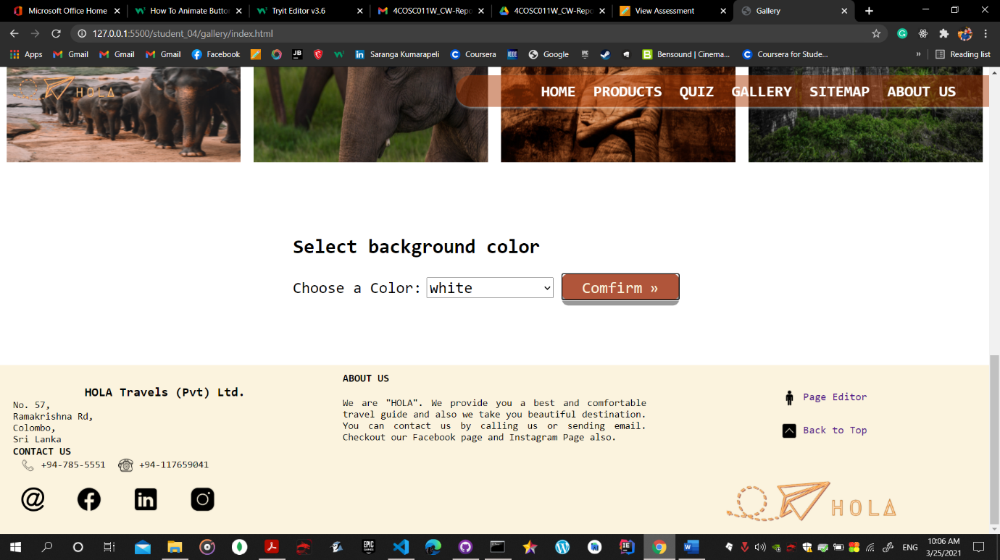 Microsoft Office Home
How To Animate Button
Tryit Editor v3.6
4COSC011W_CW-Repo
4COSC011W_CW-Repo
View Assessment
Gallery
127.0.0.1:5500/student_04/gallery/index.html
Apps
Gmail
Gmail
Gmail
Facebook
JB
Saranga Kumarapeli
Coursera
IEEE
Google
EPIC
Bensound | Cinema...
Coursera for Stude...
»
Reading list
HOLA
HOME PRODUCTS QUIZ GALLERY SITEMAP ABOUT US
Select background color
Choose a Color: white
Comfirm »
HOLA Travels (Pvt) Ltd.
No. 57,
Ramakrishna Rd,
Colombo,
Sri Lanka
CONTACT US
+94-785-5551 +94-117659041
ABOUT US
We are "HOLA". We provide you a best and comfortable
travel guide and also we take you beautiful destination.
You can contact us by calling us or sending email.
Checkout our Facebook page and Instagram Page also.
Page Editor
Back to Top
HOLA
ENG
10:06 AM
3/25/2021